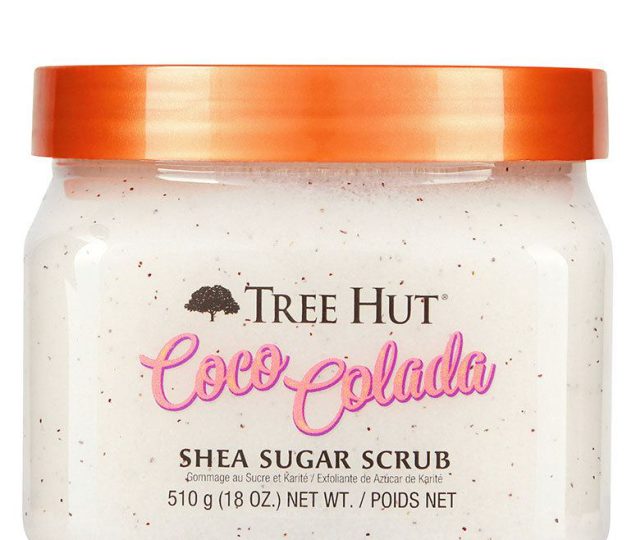 TREE HUT®
Coco Colada
SHEA SUGAR SCRUB
Gommage au Sucre et Karité / Exfoliante de Azticar de Karité
510 g (18 OZ.) NET WT. / POIDS NET